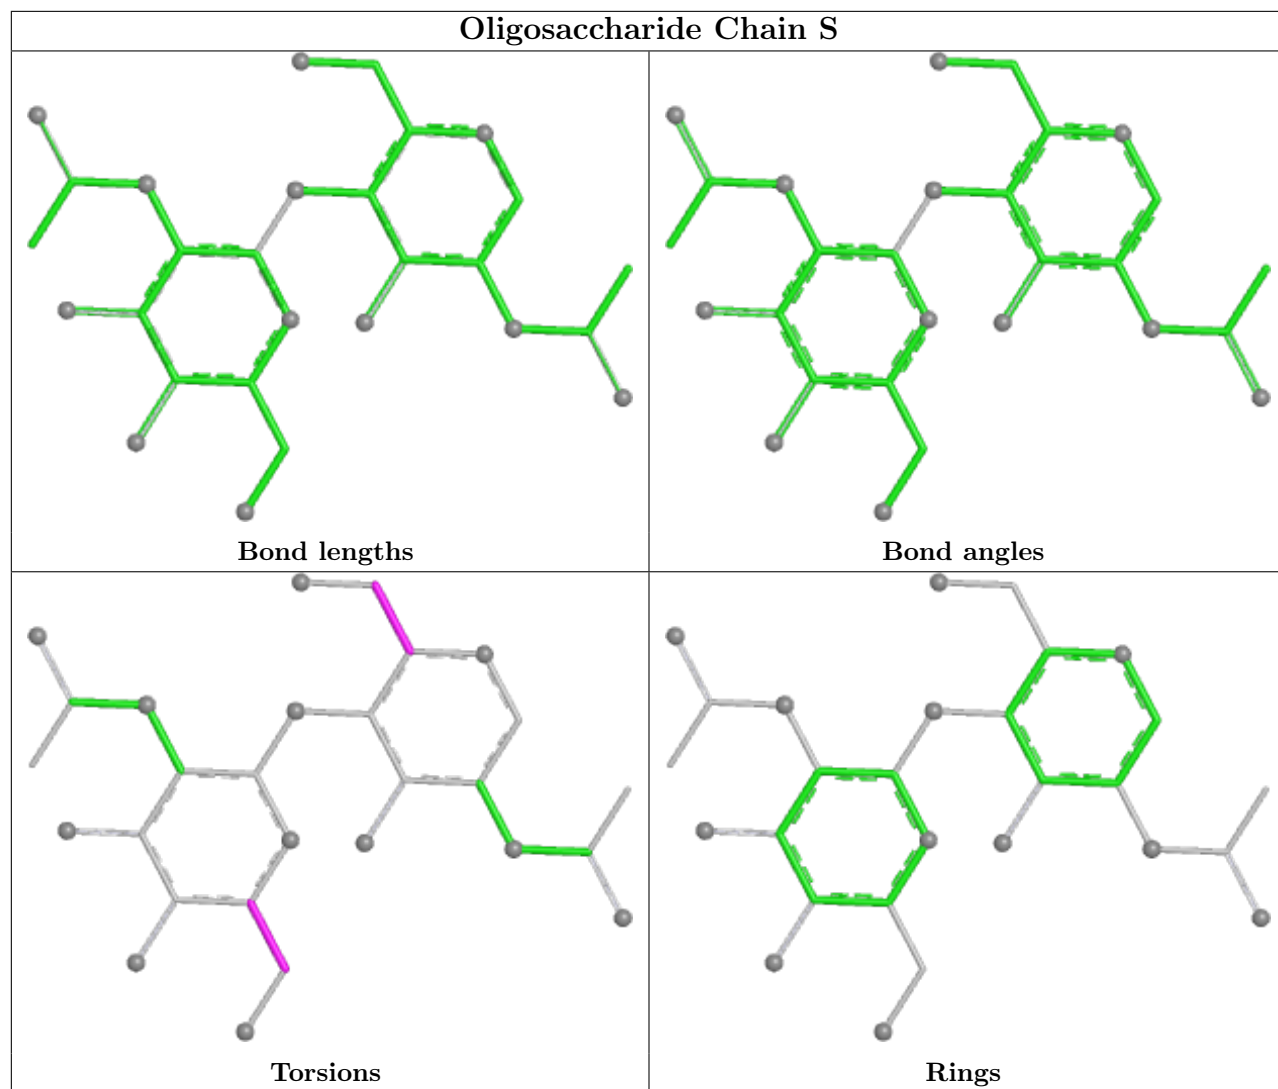 Oligosaccharide Chain S
Bond lengths
Bond angles
Torsions
Rings